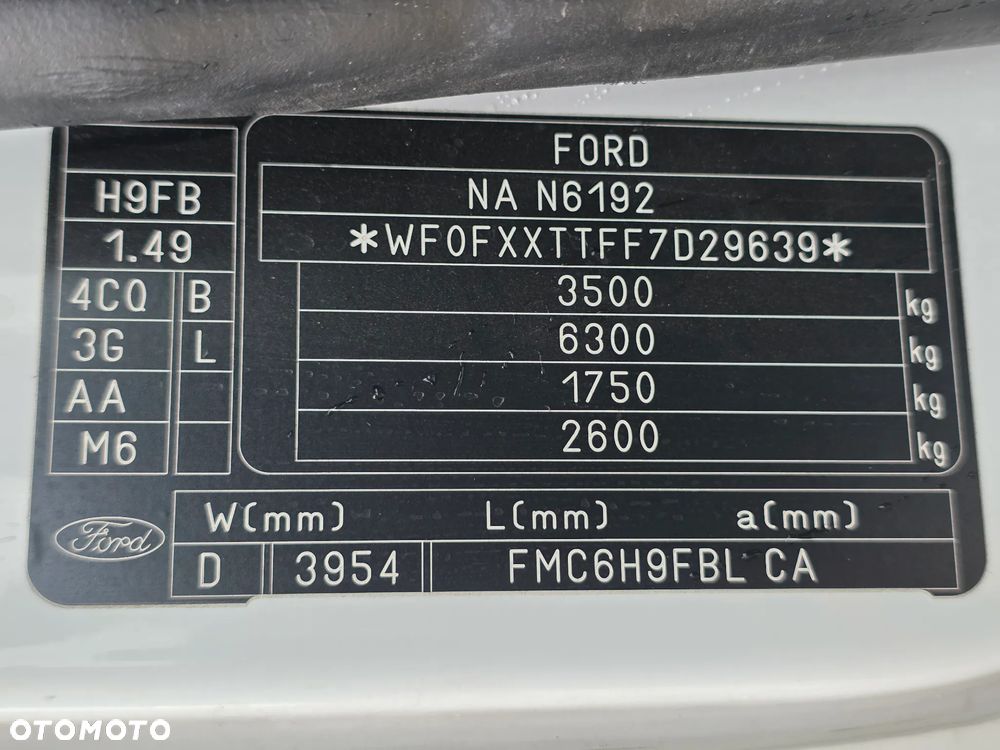 FORD
H9FB NA N6192
1.49 *WF0FXXTTFF7D29639*
4CQ B 3500 kg
3G L 6300 kg
AA 1750 kg
M6 2600 kg
Ford W(mm) L(mm) a(mm)
D 3954 FMC6H9FBL CA
OTOMOTO